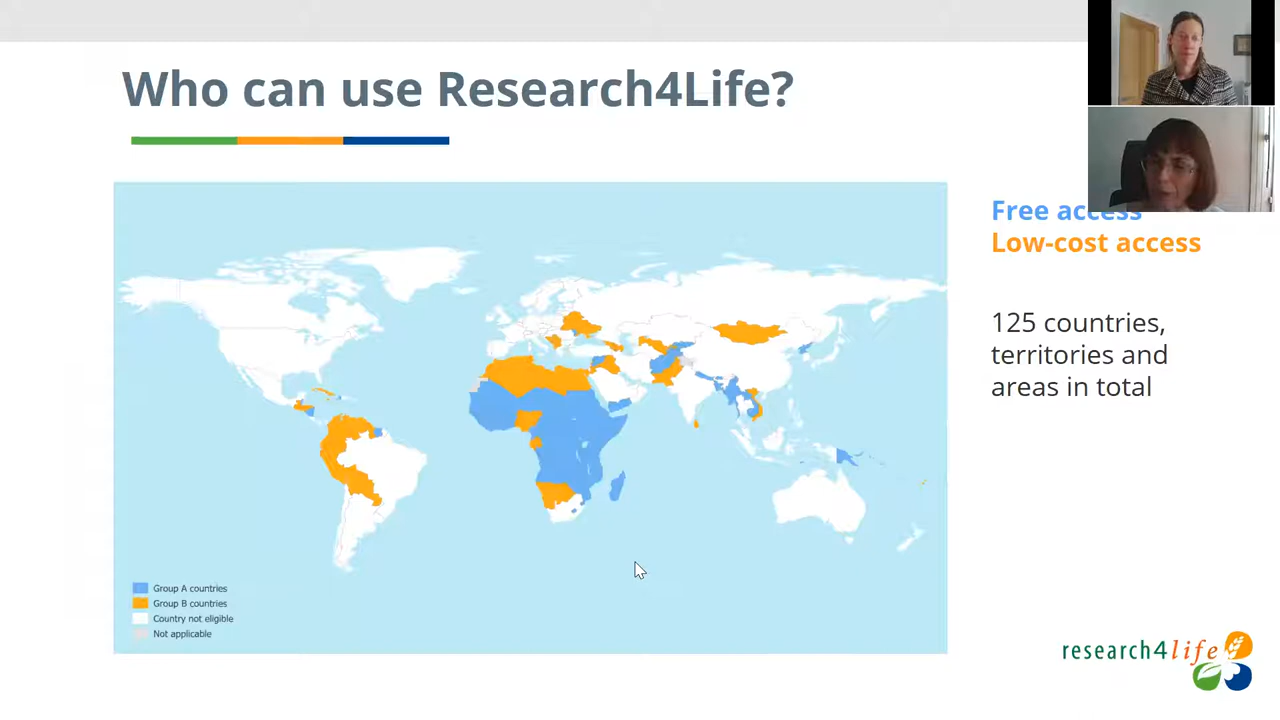 Who can use Research4Life?
Free access
Low-cost access
125 countries,
territories and
areas in total
Group A countries
Group B countries
Country not eligible
Not applicable
research4life